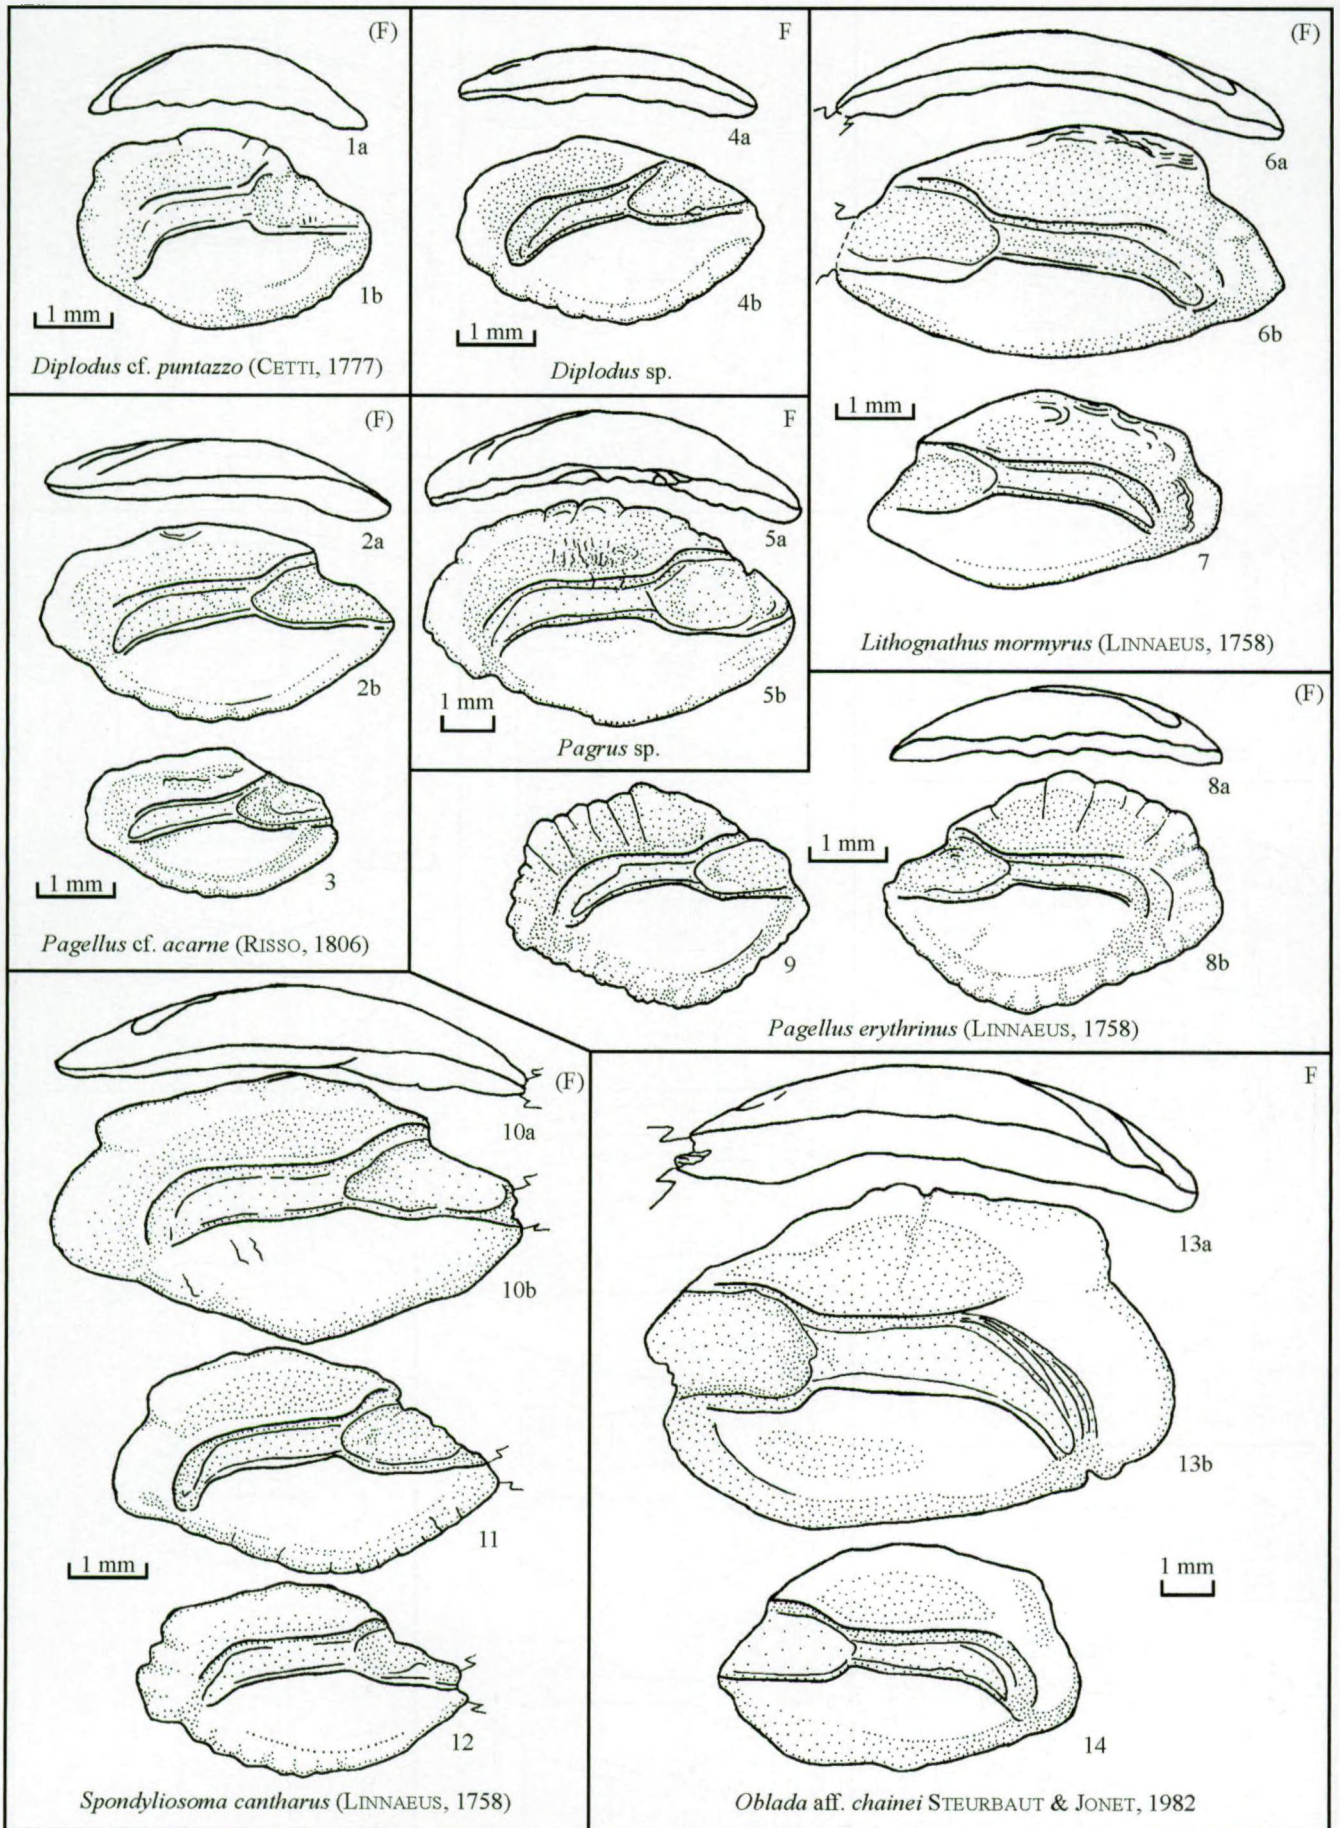 (F)
1a
1b
1 mm
Diplodus cf. puntazzo (CETTI, 1777)
F
4a
4b
1 mm
Diplodus sp.
(F)
6a
6b
1 mm
7
Lithognathus mormyrus (LINNAEUS, 1758)
(F)
2a
2b
3
1 mm
Pagellus cf. acarne (RISSO, 1806)
F
5a
5b
1 mm
Pagrus sp.
(F)
8a
1 mm
9
8b
Pagellus erythrinus (LINNAEUS, 1758)
(F)
10a
10b
11
1 mm
12
Spondyliosoma cantharus (LINNAEUS, 1758)
F
13a
13b
1 mm
14
Oblada aff. chainei STEURBAUT & JONET, 1982